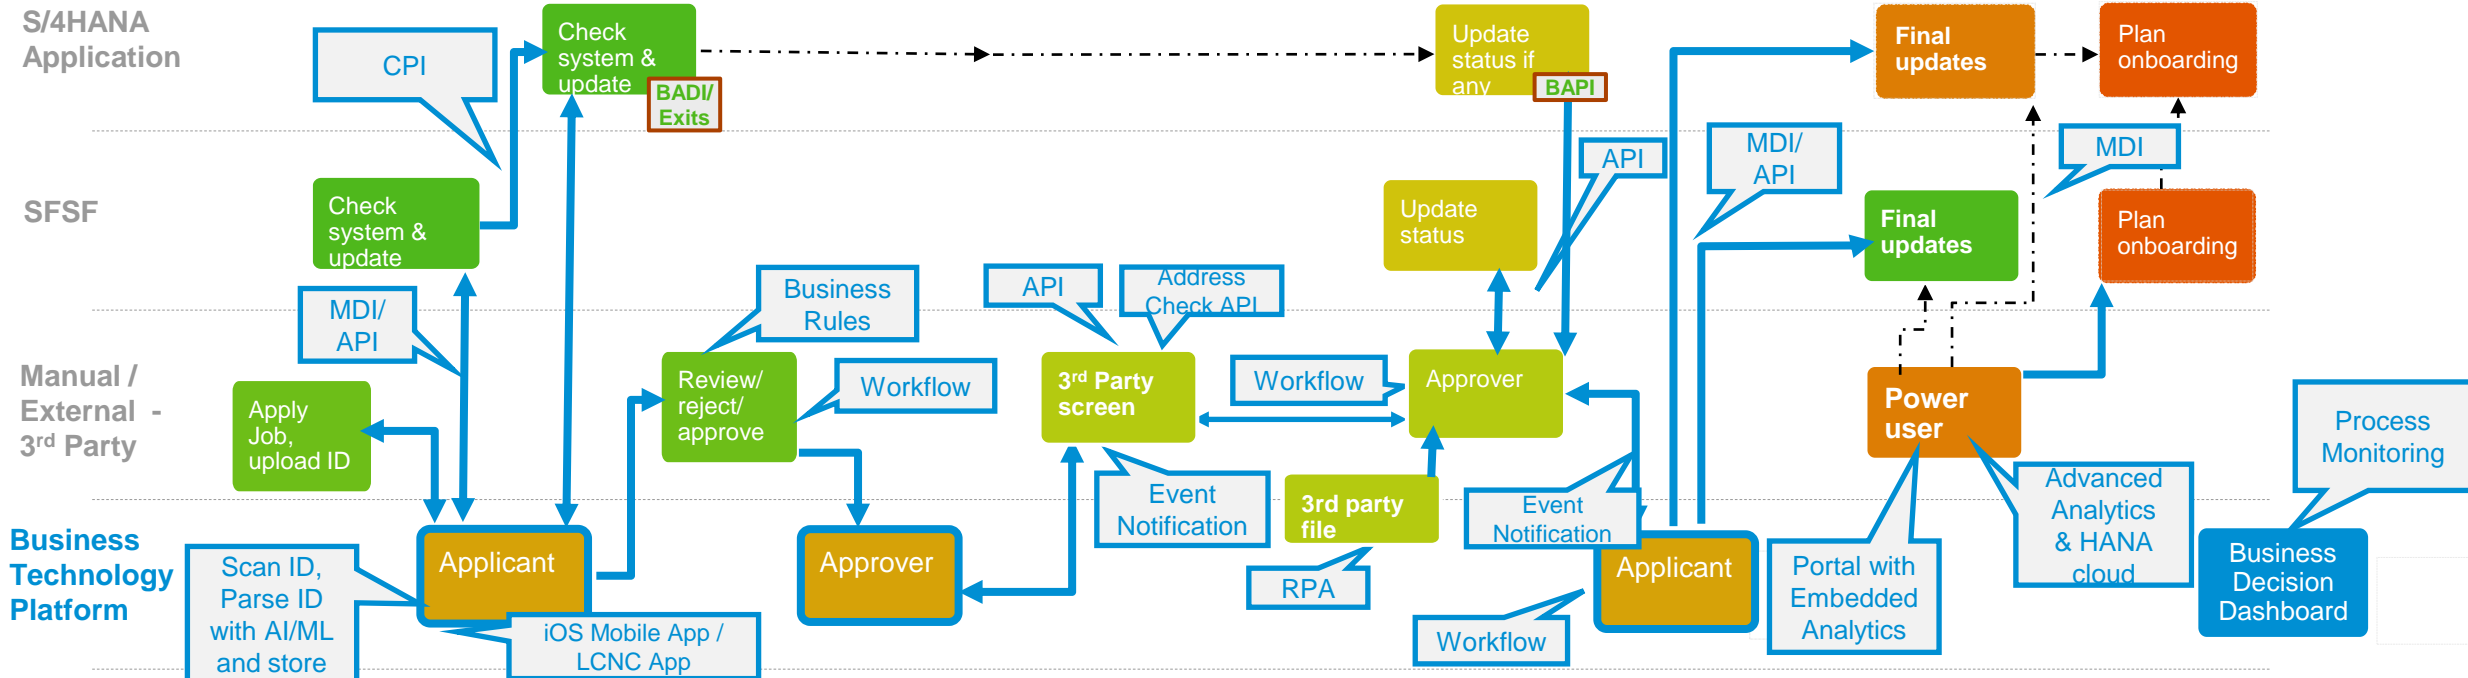 S/4HANA
Application
CPI
Check
system &
update
BADI/
Exits
Update
status if
any
BAPI
Final
updates
Plan
onboarding
SFSF
Check
system &
update
Update
status
API
MDI/
API
Final
updates
MDI
Plan
onboarding
MDI/
API
Business
Rules
API
Address
Check API
Manual /
External -
3rd Party
Apply
Job,
upload ID
Review/
reject/
approve
Workflow
3rd Party
screen
Workflow
Approver
Power
user
Process
Monitoring
Event
Notification
3rd party
file
Event
Notification
Advanced
Analytics
& HANA
cloud
Business
Technology
Platform
Scan ID,
Parse ID
with AI/ML
and store
Applicant
iOS Mobile App /
LCNC App
Approver
RPA
Workflow
Applicant
Portal with
Embedded
Analytics
Business
Decision
Dashboard